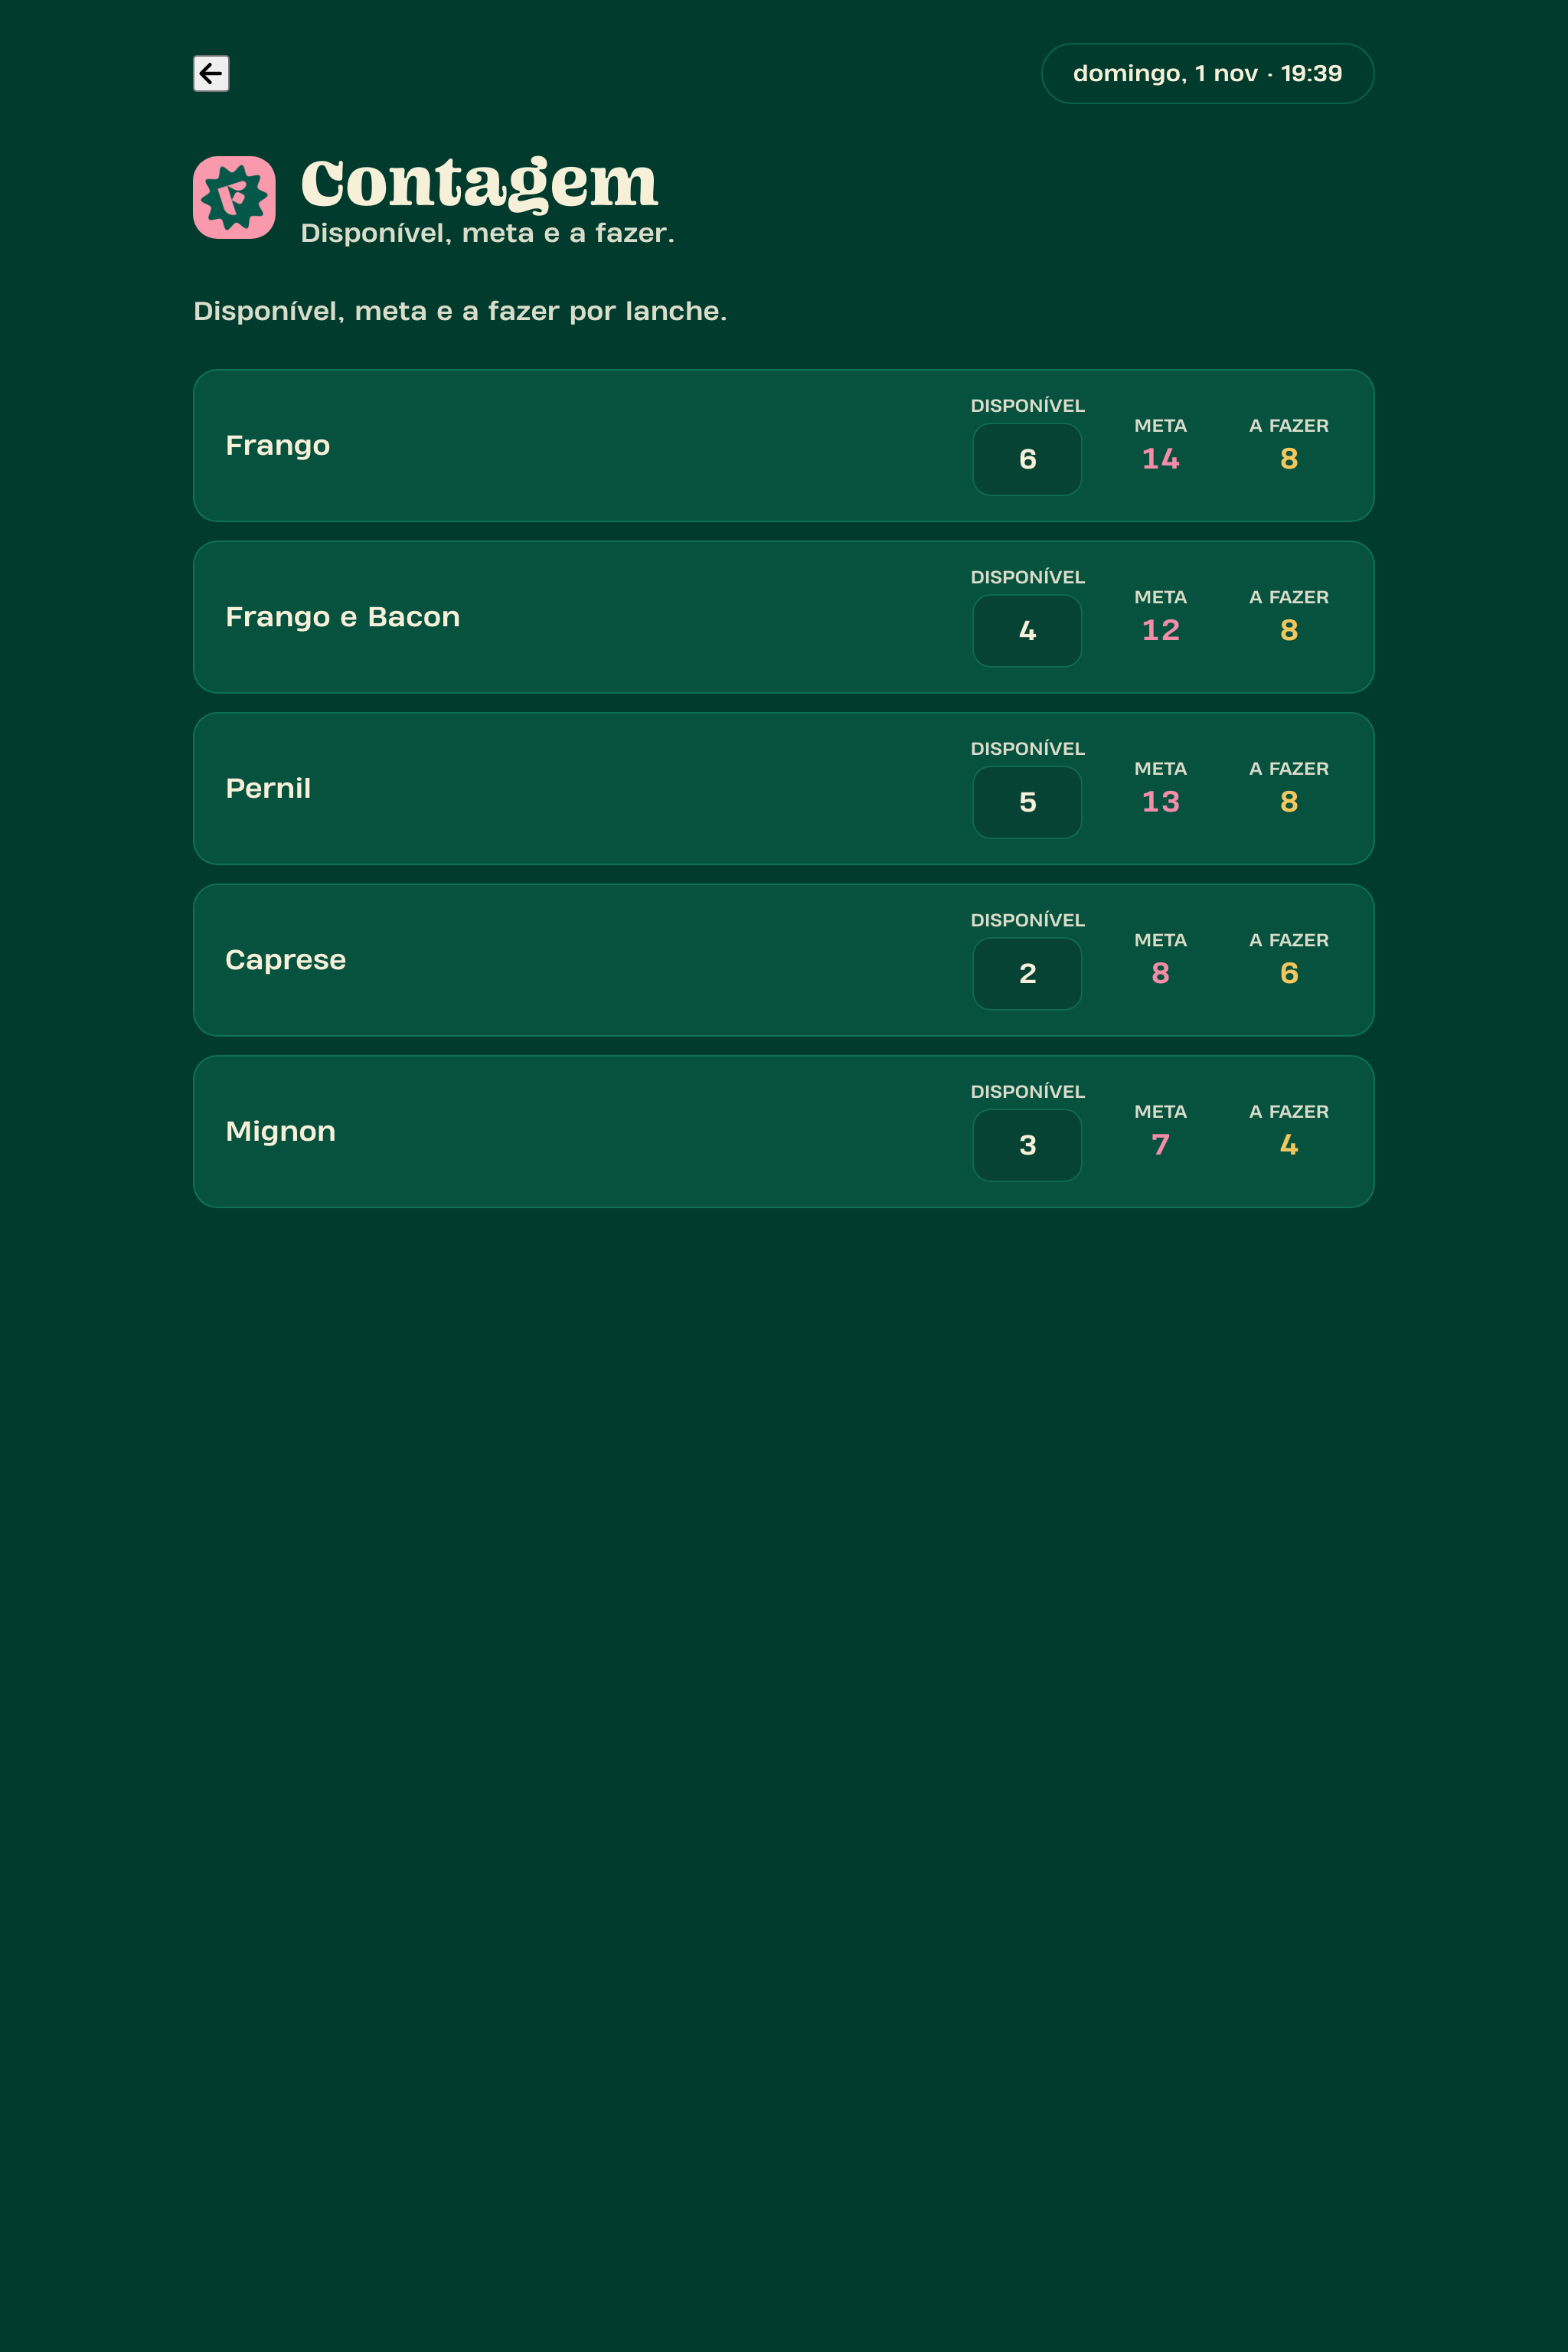 domingo, 1 nov · 19:39
Contagem
Disponível, meta e a fazer.
Disponível, meta e a fazer por lanche.
Frango
DISPONÍVEL
6
META
14
A FAZER
8
Frango e Bacon
DISPONÍVEL
4
META
12
A FAZER
8
Pernil
DISPONÍVEL
5
META
13
A FAZER
8
Caprese
DISPONÍVEL
2
META
8
A FAZER
6
Mignon
DISPONÍVEL
3
META
7
A FAZER
4